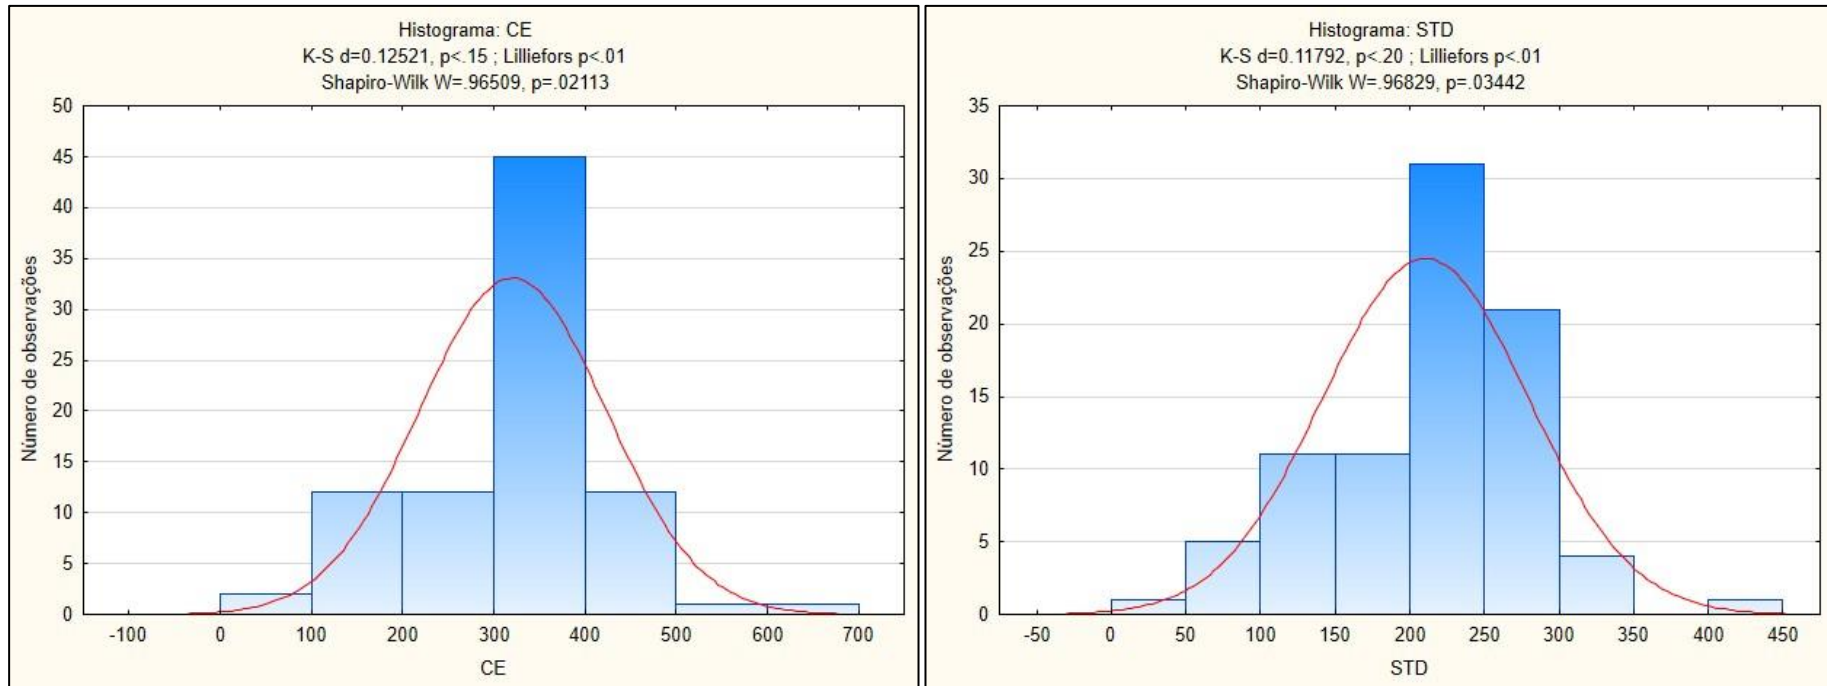 Histograma: CE
K-S d=0.12521, p<.15 ; Lilliefors p<.01
Shapiro-Wilk W=.96509, p=.02113
50
45
40
35
30
25
20
15
10
5
0
Número de observações
-100 0 100 200 300 400 500 600 700
CE
Histograma: STD
K-S d=0.11792, p<.20 ; Lilliefors p<.01
Shapiro-Wilk W=.96829, p=.03442
35
30
25
20
15
10
5
0
Número de observações
-50 0 50 100 150 200 250 300 350 400 450
STD